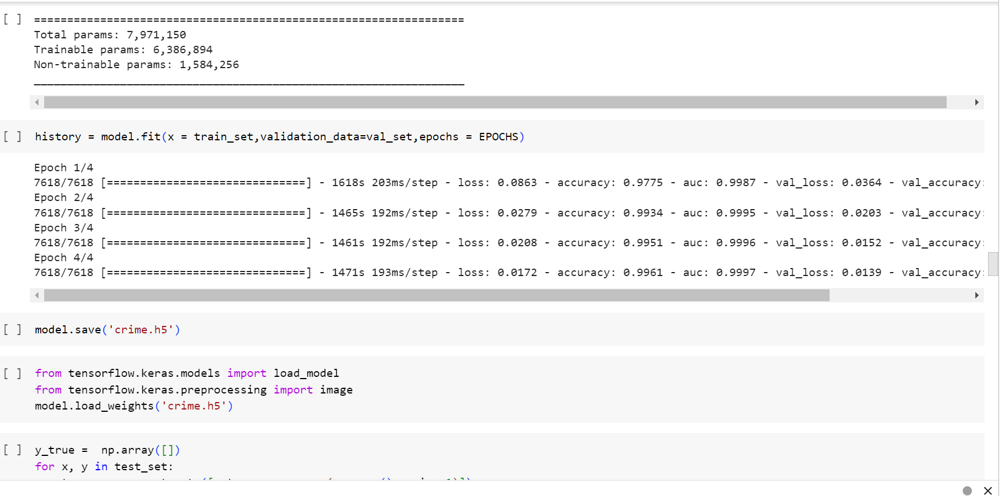 [ ] =================================================================
Total params: 7,971,150
Trainable params: 6,386,894
Non-trainable params: 1,584,256
_________________________________________________________________
[ ] history = model.fit(x = train_set,validation_data=val_set,epochs = EPOCHS)
Epoch 1/4
7618/7618 [==============================] - 1618s 203ms/step - loss: 0.0863 - accuracy: 0.9775 - auc: 0.9987 - val_loss: 0.0364 - val_accuracy:
Epoch 2/4
7618/7618 [==============================] - 1465s 192ms/step - loss: 0.0279 - accuracy: 0.9934 - auc: 0.9995 - val_loss: 0.0203 - val_accuracy:
Epoch 3/4
7618/7618 [==============================] - 1461s 192ms/step - loss: 0.0208 - accuracy: 0.9951 - auc: 0.9996 - val_loss: 0.0152 - val_accuracy:
Epoch 4/4
7618/7618 [==============================] - 1471s 193ms/step - loss: 0.0172 - accuracy: 0.9961 - auc: 0.9997 - val_loss: 0.0139 - val_accuracy:
[ ] model.save('crime.h5')
[ ] from tensorflow.keras.models import load_model
from tensorflow.keras.preprocessing import image
model.load_weights('crime.h5')
[ ] y_true =  np.array([])
for x, y in test_set: